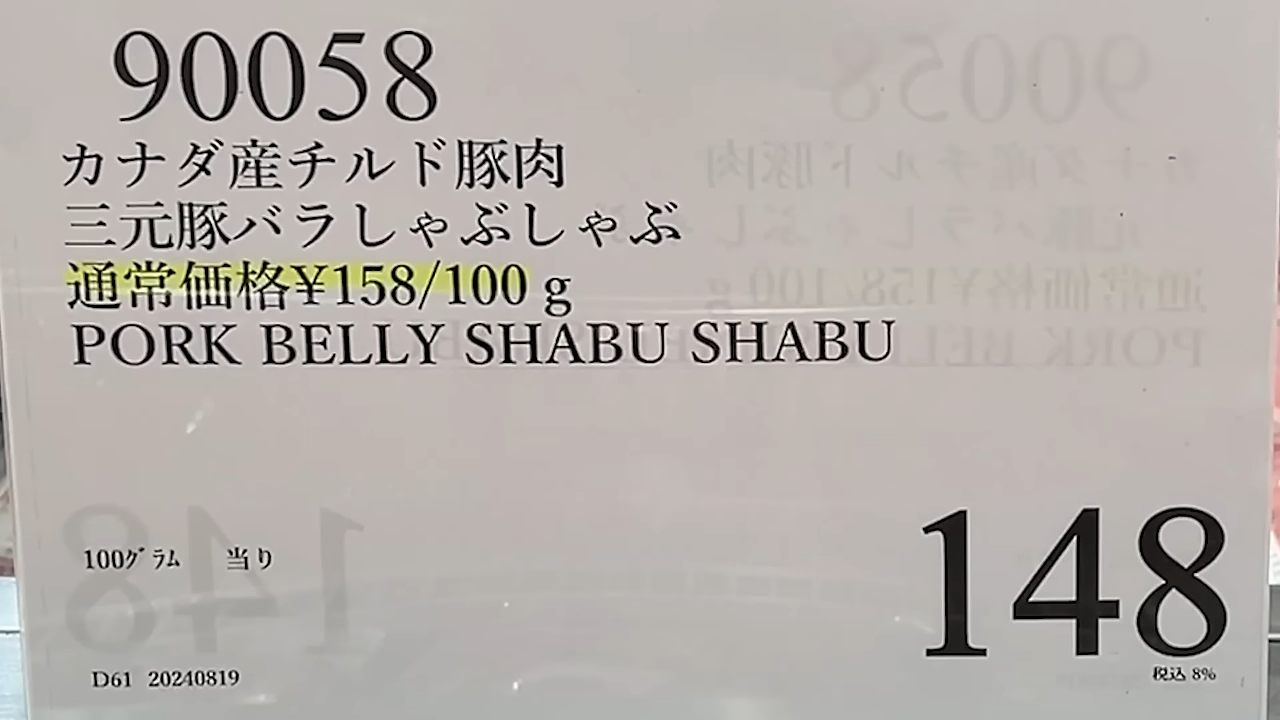 90058
カナダ産チルド豚肉
三元豚バラしゃぶしゃぶ
通常価格¥158/100 g
PORK BELLY SHABU SHABU
100ｸﾞﾗﾑ 当り
148
税込 8%
D61 20240819